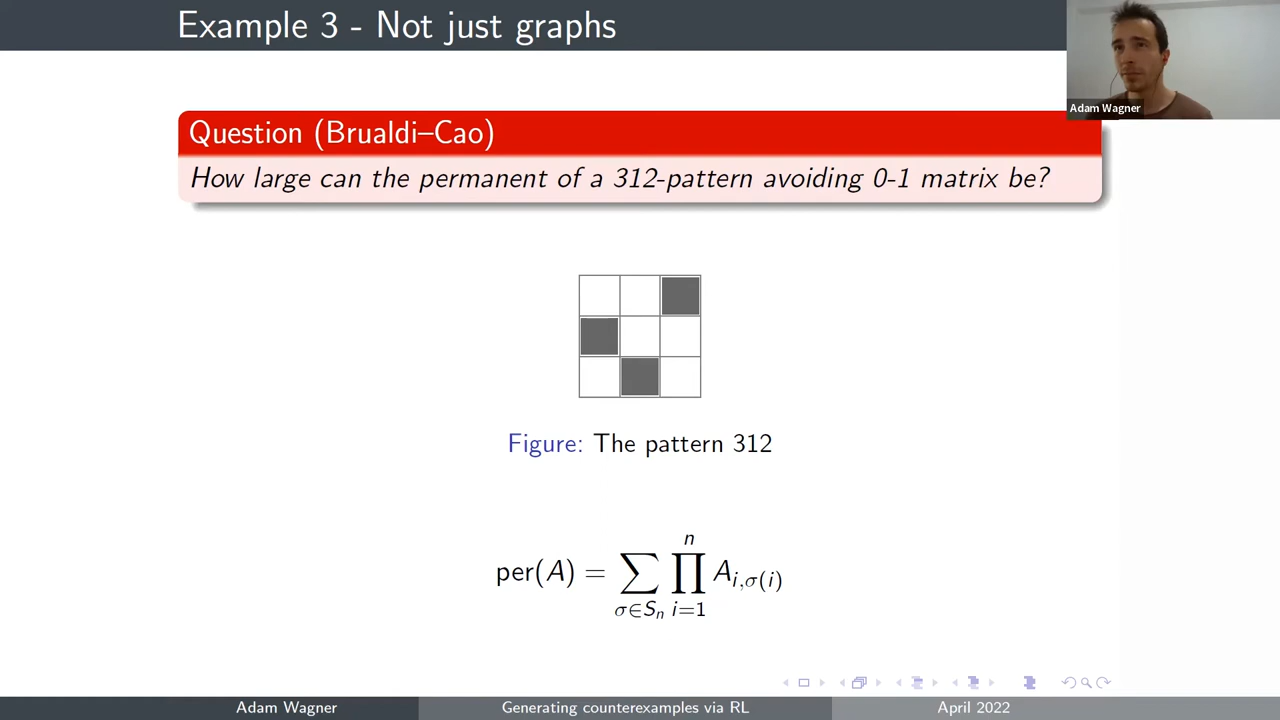 Example 3 - Not just graphs
Adam Wagner
Question (Brualdi–Cao)
How large can the permanent of a 312-pattern avoiding 0-1 matrix be?
Figure: The pattern 312
per(A) = ∑_{σ∈S_n} ∏_{i=1}^{n} A_{i,σ(i)}
Adam Wagner
Generating counterexamples via RL
April 2022